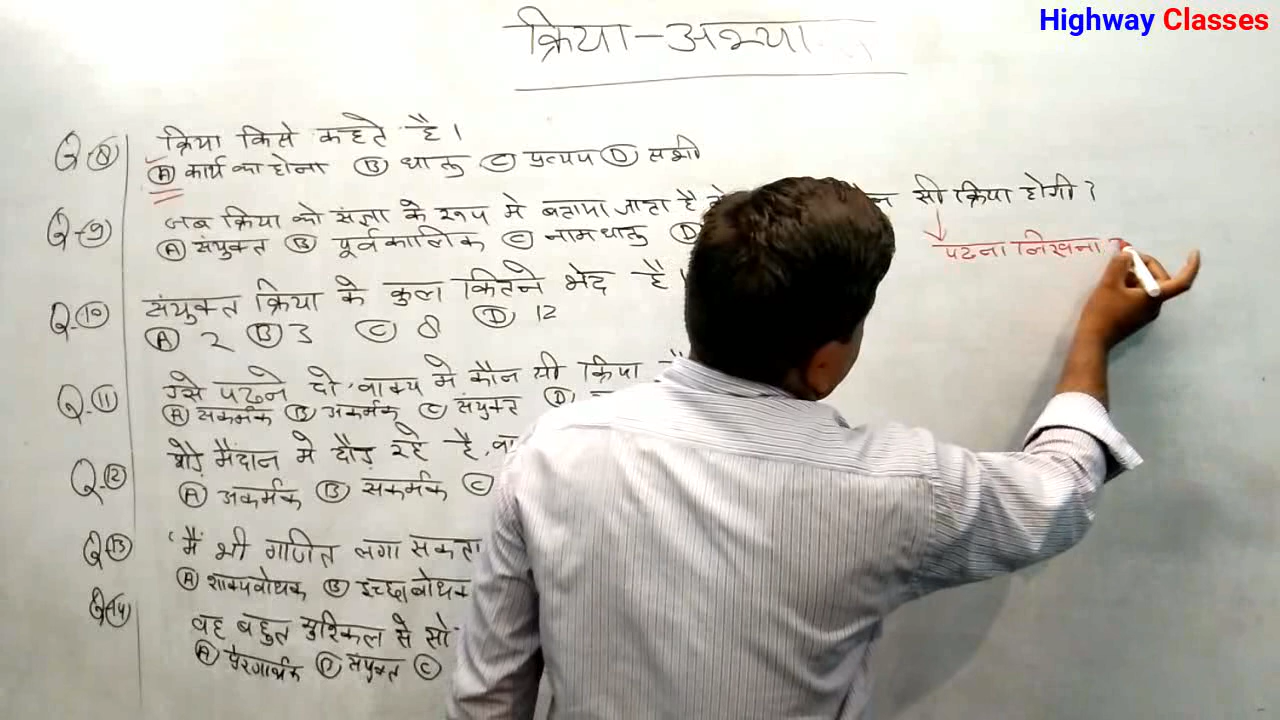 Highway Classes
क्रिया-अभ्या
Q-8 क्रिया किसे कहते है।
A कार्य का होना B धातु C प्रत्यय D सभी
Q-9 जब क्रिया को संज्ञा के रूप मे बताया जाता है सी क्रिया होगी?
A संयुक्त B पूर्वकालिक C नामधातु D
पढना लिखना
Q-10 संयुक्त क्रिया के कुल कितने भेद है।
A 2 B 3 C 8 D 12
Q-11 उसे पढने दो, वाक्य मे कौन सी क्रिया है
A सकर्मक B अकर्मक C संयुक्त D
Q-12 मैदान मे दौड़ रहे है,
A अकर्मक B सकर्मक C
Q-13 'मैं भी गणित लगा सकता
A शाक्यबोधक B इच्छा बोधक
Q-14 वह बहुत मुश्किल से सो
A प्रेरणार्थक B संयुक्त C